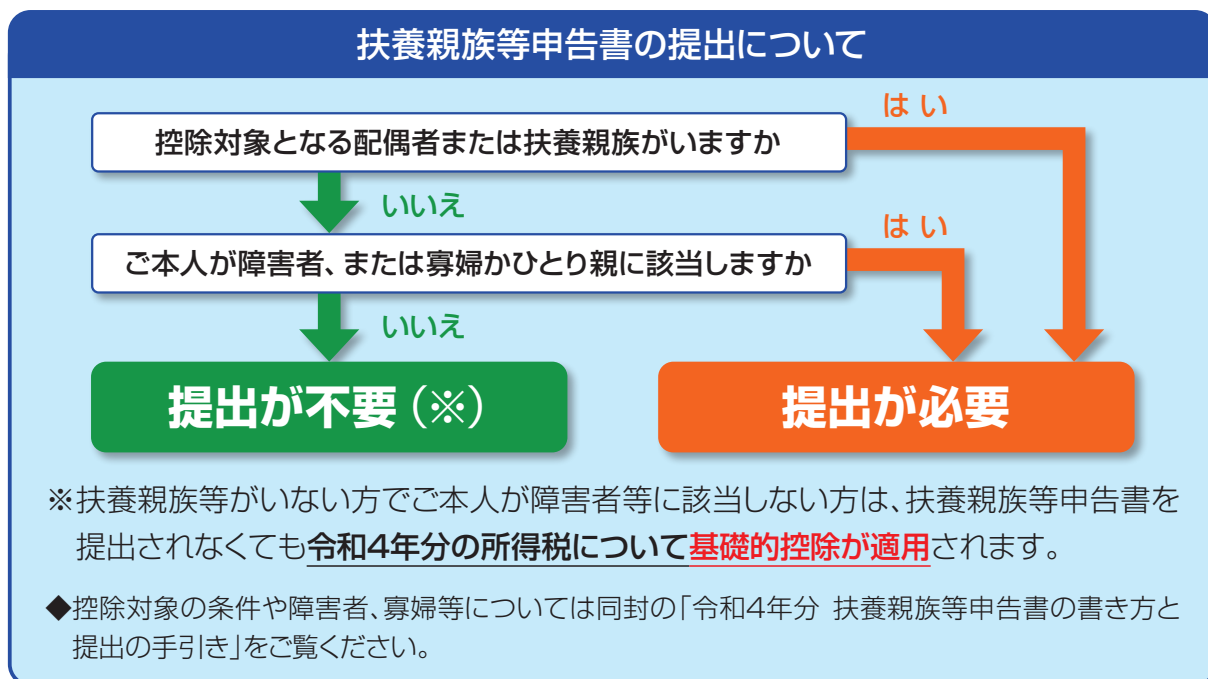 扶養親族等申告書の提出について
は い
控除対象となる配偶者または扶養親族がいますか
いいえ
は い
ご本人が障害者、または寡婦かひとり親に該当しますか
いいえ
提出が不要（※）
提出が必要
※扶養親族等がいない方でご本人が障害者等に該当しない方は、扶養親族等申告書を
提出されなくても令和4年分の所得税について基礎的控除が適用されます。
◆控除対象の条件や障害者、寡婦等については同封の「令和4年分 扶養親族等申告書の書き方と
提出の手引き」をご覧ください。